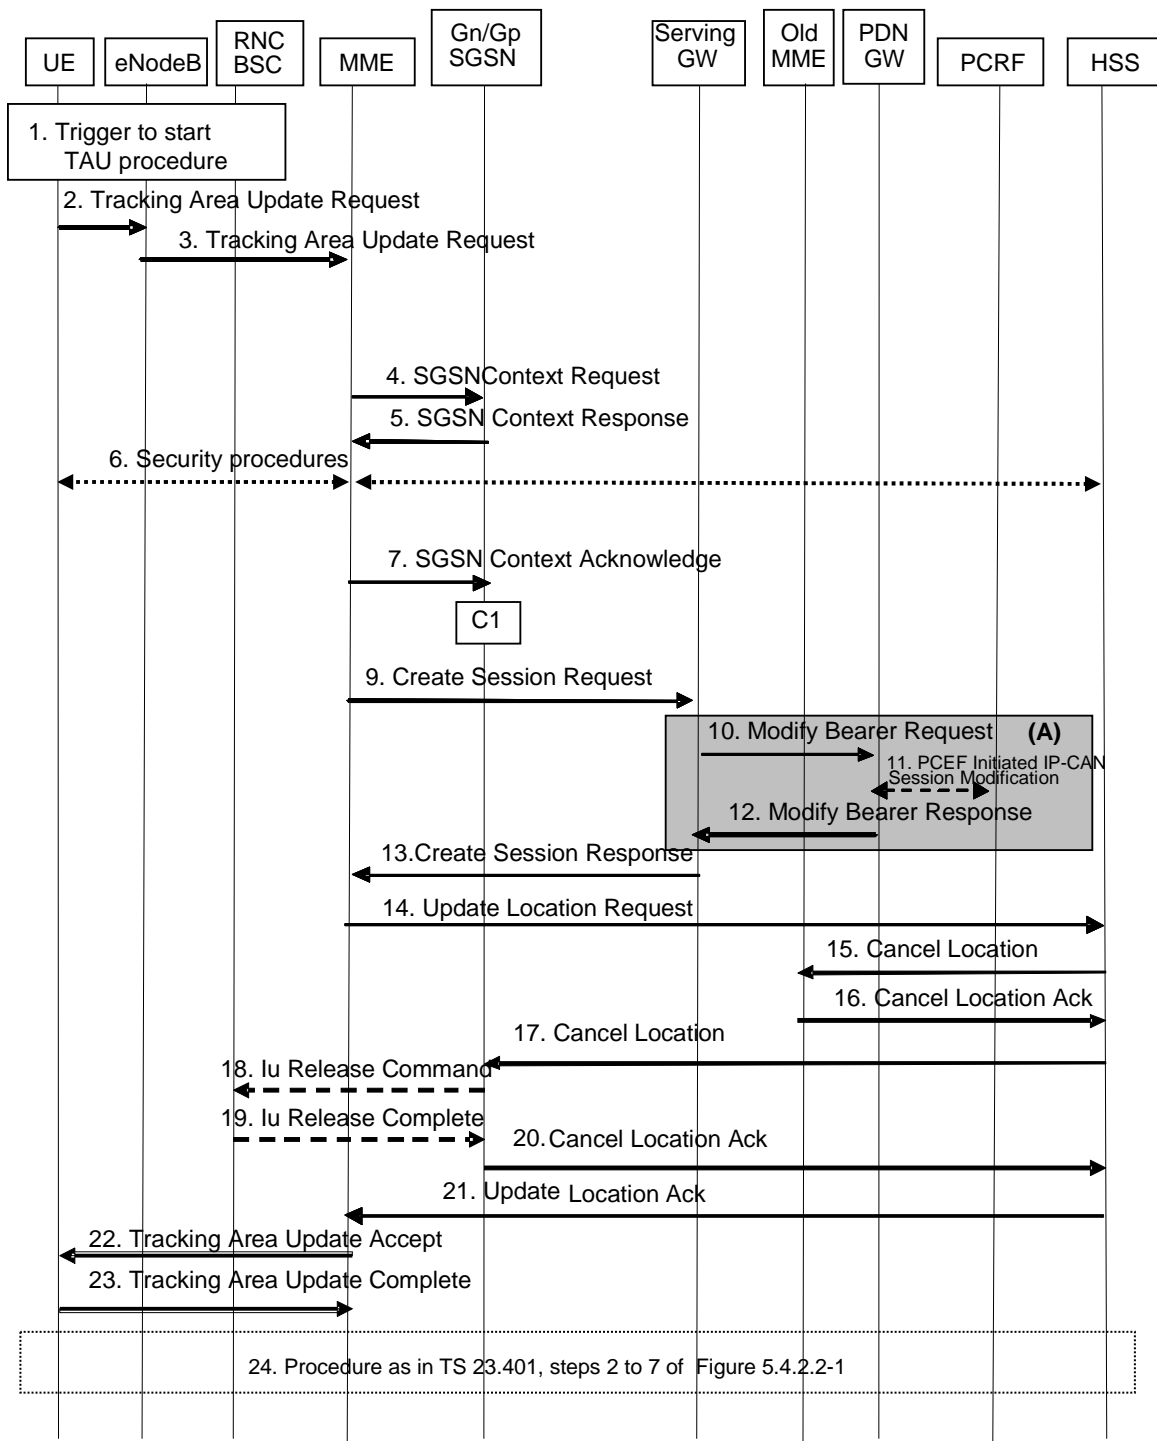 UE
eNodeB
RNC
BSC
MME
Gn/Gp
SGSN
Serving
GW
Old
MME
PDN
GW
PCRF
HSS
1. Trigger to start
TAU procedure
2. Tracking Area Update Request
3. Tracking Area Update Request
4. SGSNContext Request
5. SGSN Context Response
6. Security procedures
7. SGSN Context Acknowledge
C1
9. Create Session Request
10. Modify Bearer Request (A)
11. PCEF Initiated IP-CAN
Session Modification
12. Modify Bearer Response
13.Create Session Response
14. Update Location Request
15. Cancel Location
16. Cancel Location Ack
17. Cancel Location
18. Iu Release Command
19. Iu Release Complete
20.Cancel Location Ack
21. Update Location Ack
22. Tracking Area Update Accept
23. Tracking Area Update Complete
24. Procedure as in TS 23.401, steps 2 to 7 of Figure 5.4.2.2-1